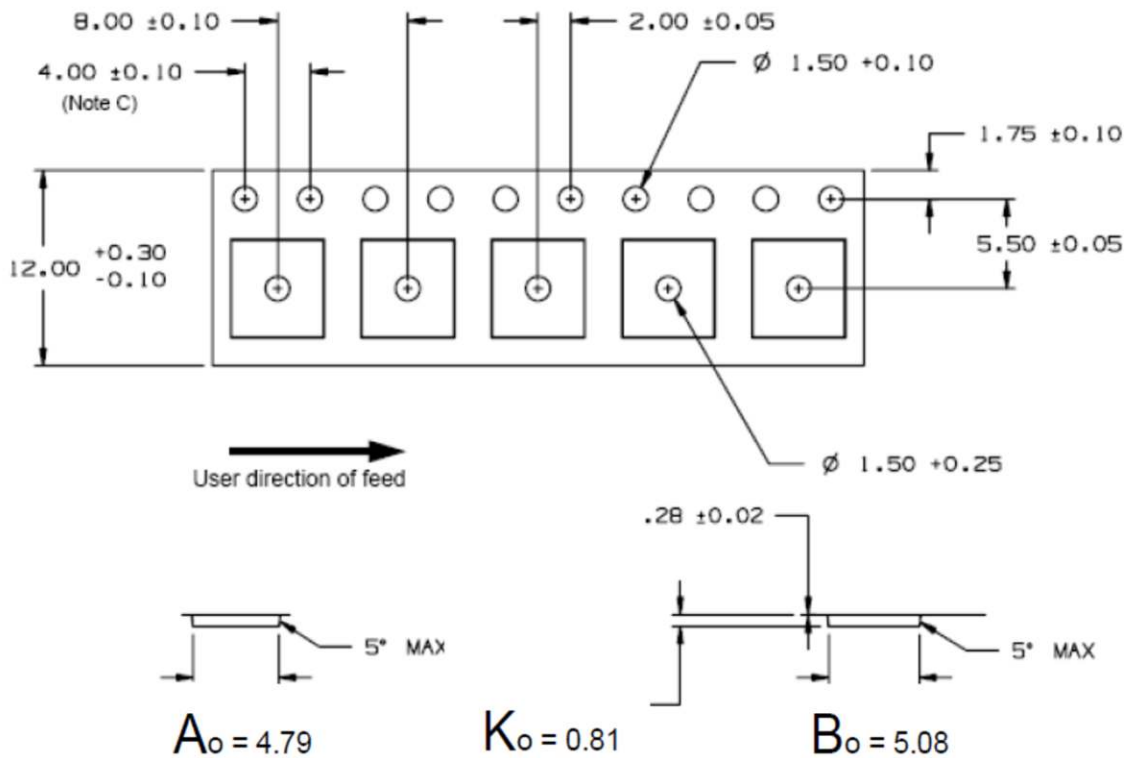 8.00 ±0.10
2.00 ±0.05
4.00 ±0.10
(Note C)
Ø 1.50 +0.10
1.75 ±0.10
12.00 +0.30
-0.10
5.50 ±0.05
User direction of feed
Ø 1.50 +0.25
.28 ±0.02
5° MAX
5° MAX
Ao = 4.79
Ko = 0.81
Bo = 5.08